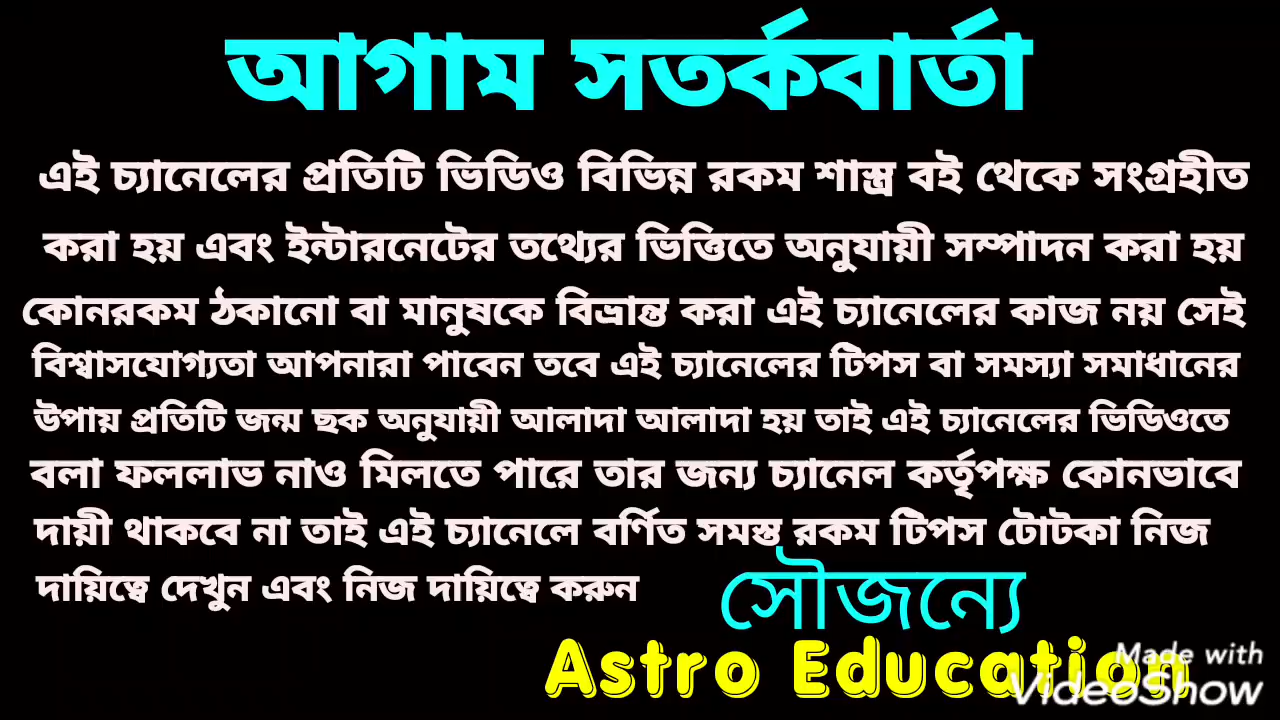 আগাম সতর্কবার্তা
এই চ্যানেলের প্রতিটি ভিডিও বিভিন্ন রকম শাস্ত্র বই থেকে সংগ্রহীত
করা হয় এবং ইন্টারনেটের তথ্যের ভিত্তিতে অনুযায়ী সম্পাদন করা হয়
কোনরকম ঠকানো বা মানুষকে বিভ্রান্ত করা এই চ্যানেলের কাজ নয় সেই
বিশ্বাসযোগ্যতা আপনারা পাবেন তবে এই চ্যানেলের টিপস বা সমস্যা সমাধানের
উপায় প্রতিটি জন্ম ছক অনুযায়ী আলাদা আলাদা হয় তাই এই চ্যানেলের ভিডিওতে
বলা ফললাভ নাও মিলতে পারে তার জন্য চ্যানেল কর্তৃপক্ষ কোনভাবে
দায়ী থাকবে না তাই এই চ্যানেলে বর্ণিত সমস্ত রকম টিপস টোটকা নিজ
দায়িত্বে দেখুন এবং নিজ দায়িত্বে করুন
সৌজন্যে
Astro Education
Made with
VideoShow